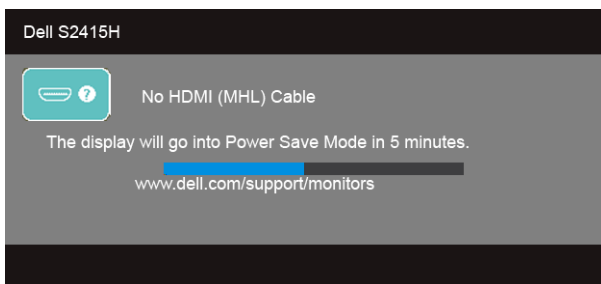 Dell S2415H
?
No HDMI (MHL) Cable
The display will go into Power Save Mode in 5 minutes.
www.dell.com/support/monitors